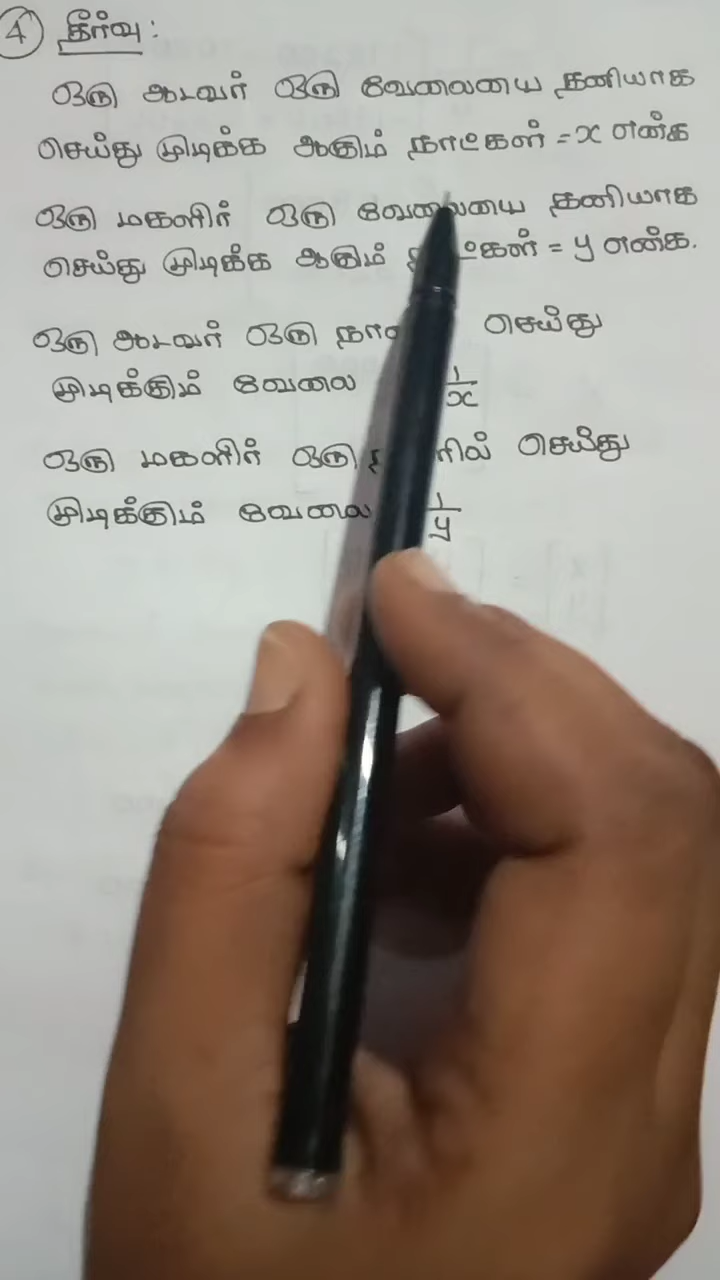 4 தீர்வு :
ஒரு ஆடவர் ஒரு வேலையை தனியாக
செய்து முடிக்க ஆகும் நாட்கள் = x என்க
ஒரு மகளிர் ஒரு வேலையை தனியாக
செய்து முடிக்க ஆகும் = y என்க.
ஒரு ஆடவர் ஒரு செய்து
முடிக்கும் வேலை 1/x
ஒரு மகளிர் ஒரு செய்து
முடிக்கும் வேலை 1/y